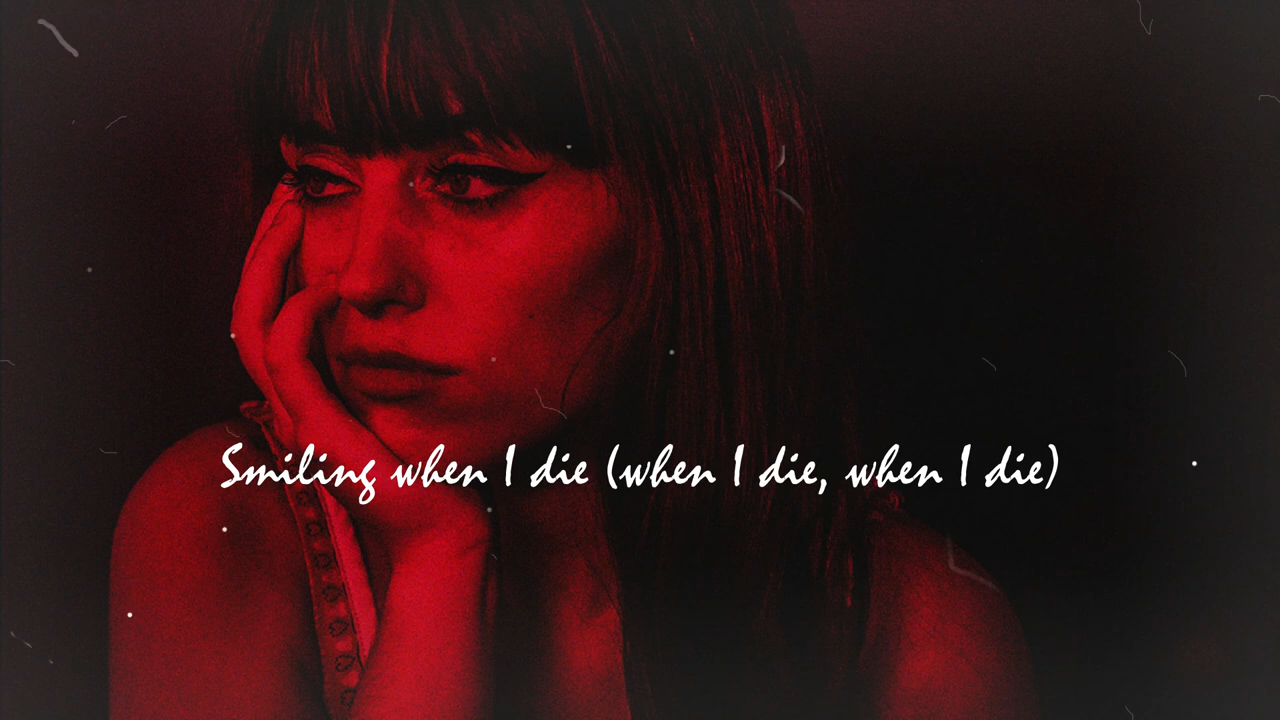 Smiling when I die (when I die, when I die)